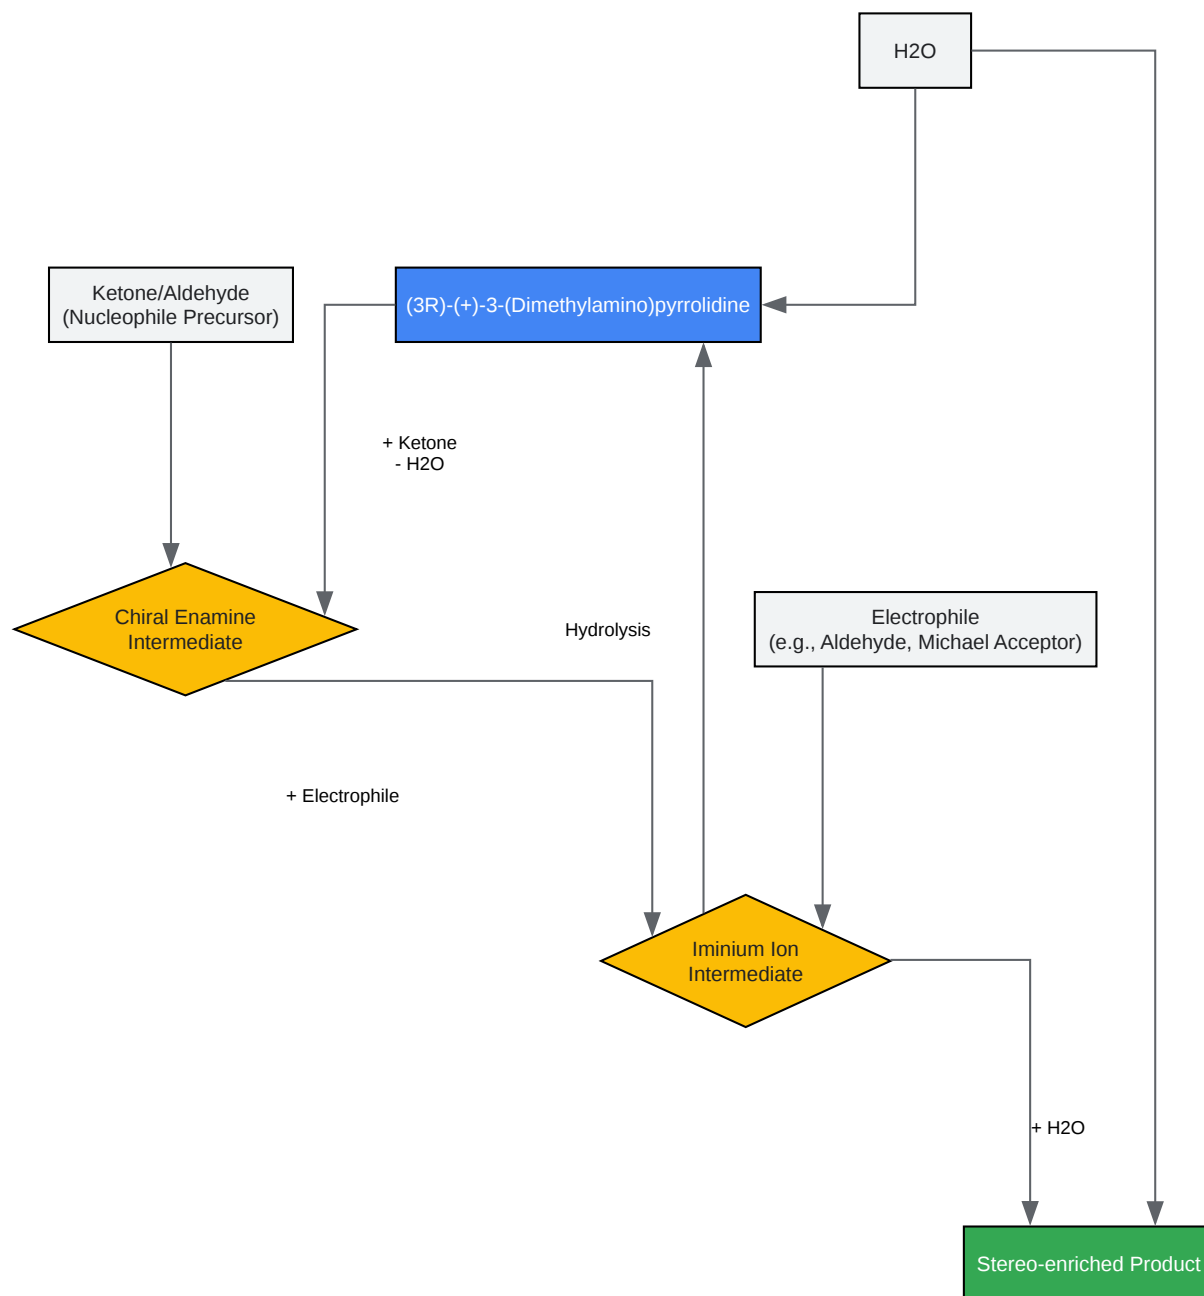 H2O
Ketone/Aldehyde
(Nucleophile Precursor)
(3R)-(+)-3-(Dimethylamino)pyrrolidine
+ Ketone
- H2O
Chiral Enamine
Intermediate
Hydrolysis
Electrophile
(e.g., Aldehyde, Michael Acceptor)
+ Electrophile
Iminium Ion
Intermediate
+ H2O
Stereo-enriched Product